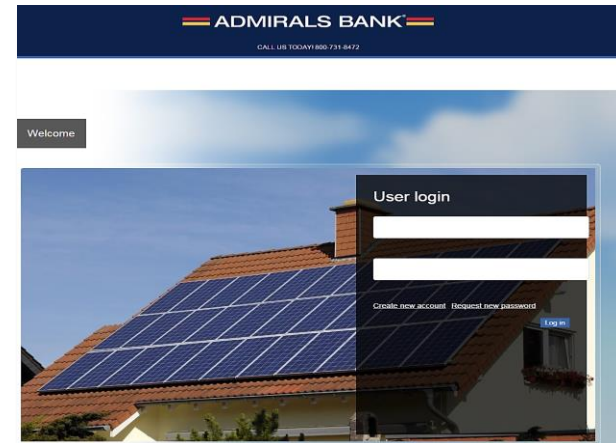 ADMIRALS BANK
CALL US TODAY! 800-731-8472
Welcome
User login
Create new account Request new password
Log in